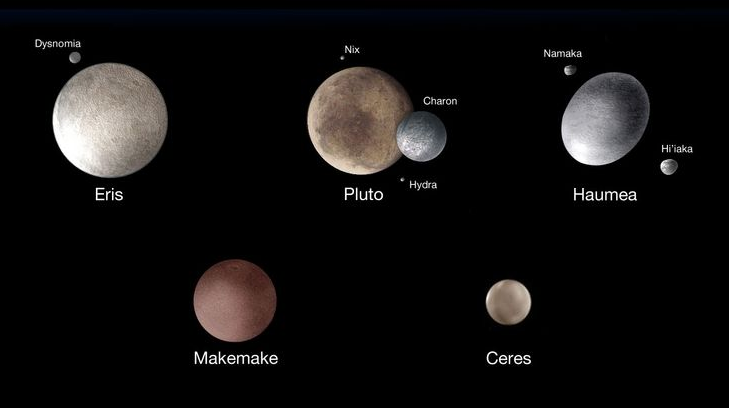 Dysnomia
Eris
Nix
Charon
Hydra
Pluto
Namaka
Hi'iaka
Haumea
Makemake
Ceres